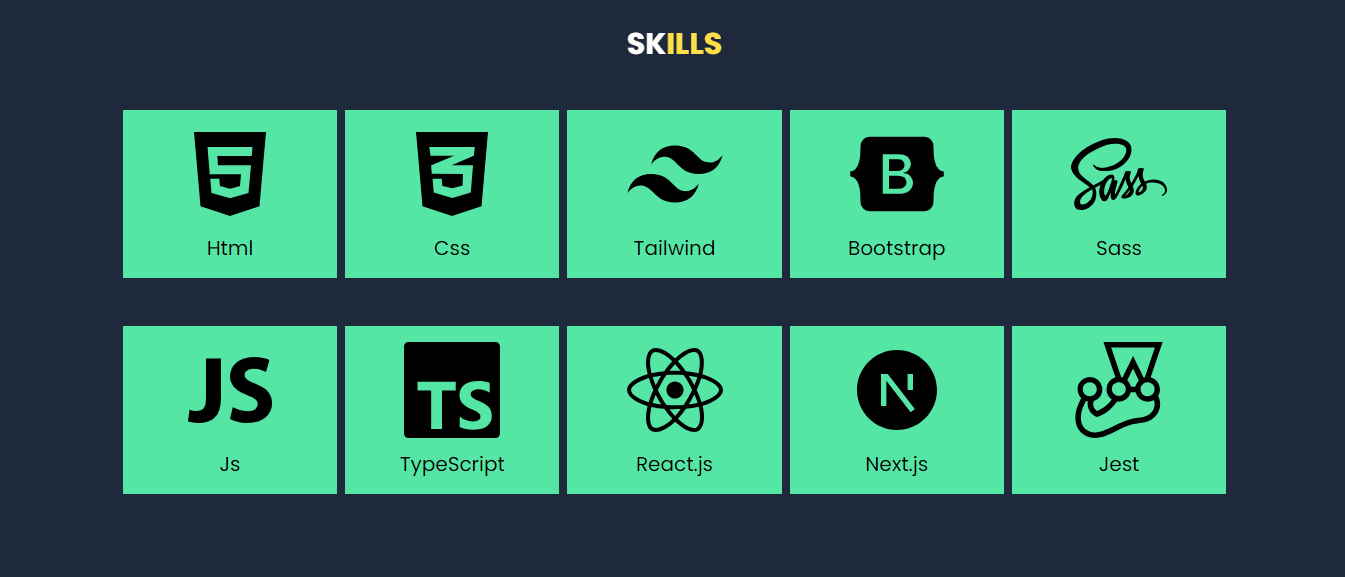 SKILLS
5 3 B Sass
Html Css Tailwind Bootstrap Sass
JS TS N
Js TypeScript React.js Next.js Jest